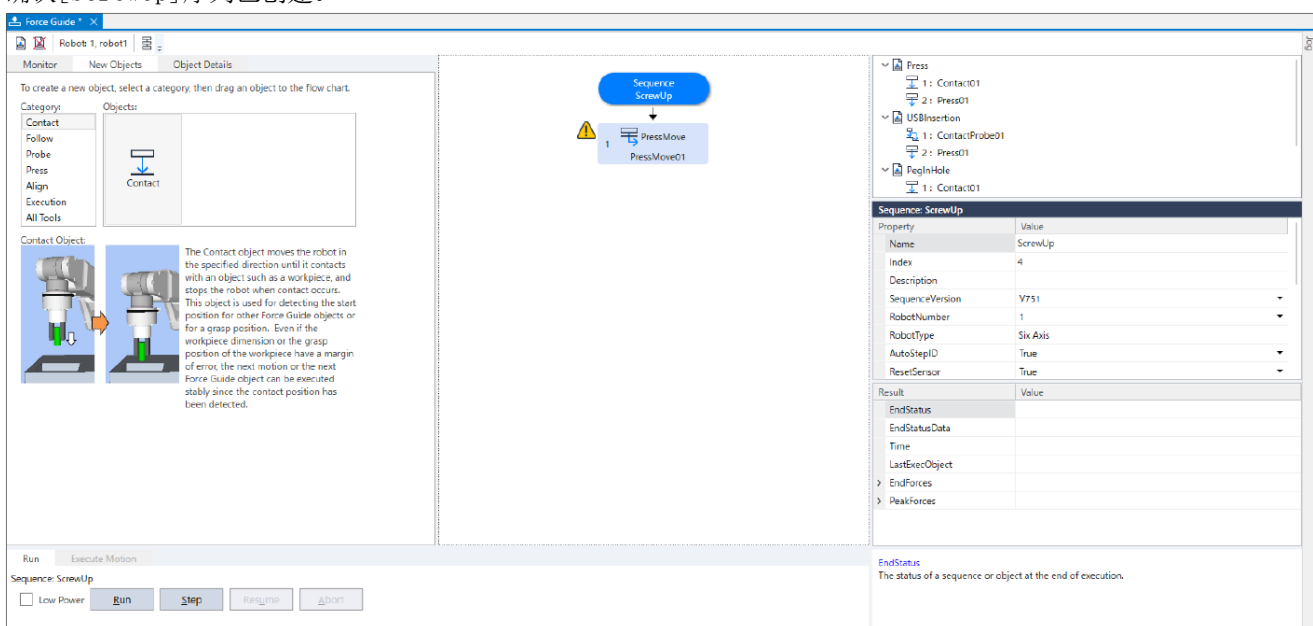 确认[ScrewUp]序列已创建。
Force Guide *
Robot: 1, robot1
Jog
Monitor New Objects Object Details
To create a new object, select a category, then drag an object to the flow chart.
Category: Objects:
Contact
Follow
Probe
Press
Align
Execution
All Tools
Contact
Contact Object:
The Contact object moves the robot in
the specified direction until it contacts
with an object such as a workpiece, and
stops the robot when contact occurs.
This object is used for detecting the start
position for other Force Guide objects or
for a grasp position. Even if the
workpiece dimension or the grasp
position of the workpiece have a margin
of error, the next motion or the next
Force Guide object can be executed
stably since the contact position has
been detected.
Sequence
ScrewUp
1 PressMove
PressMove01
Press
1 : Contact01
2 : Press01
USBInsertion
1 : ContactProbe01
2 : Press01
PegInHole
1 : Contact01
Sequence: ScrewUp
Property Value
Name ScrewUp
Index 4
Description
SequenceVersion V751
RobotNumber 1
RobotType Six Axis
AutoStepID True
ResetSensor True
Result Value
EndStatus
EndStatusData
Time
LastExecObject
EndForces
PeakForces
EndStatus
The status of a sequence or object at the end of execution.
Run Execute Motion
Sequence: ScrewUp
Low Power Run Step Resume Abort